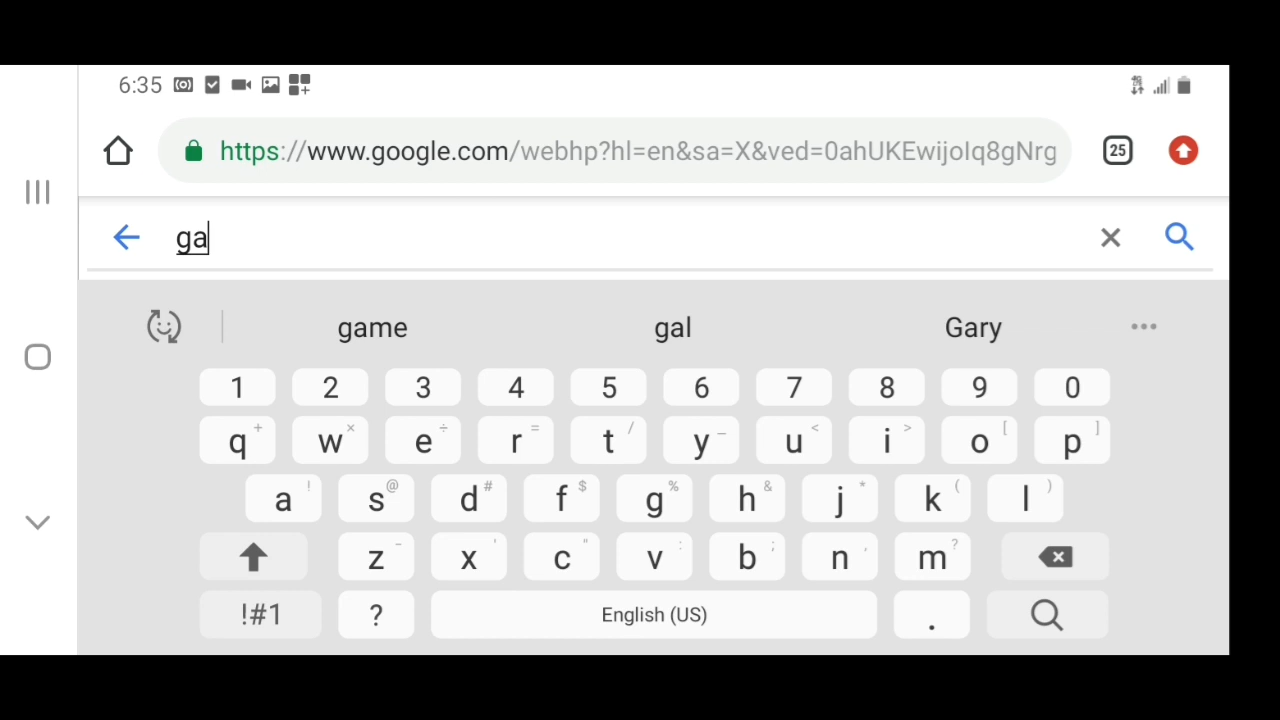 6:35
https://www.google.com/webhp?hl=en&sa=X&ved=0ahUKEwijoIq8gNrg
25
ga
game gal Gary
1 2 3 4 5 6 7 8 9 0
q + w × e ÷ r = t / y _ u < i > o [ p ]
a ! s @ d # f $ g % h & j * k ( l )
z - x ' c " v : b ; n , m ?
!#1 ? English (US) .